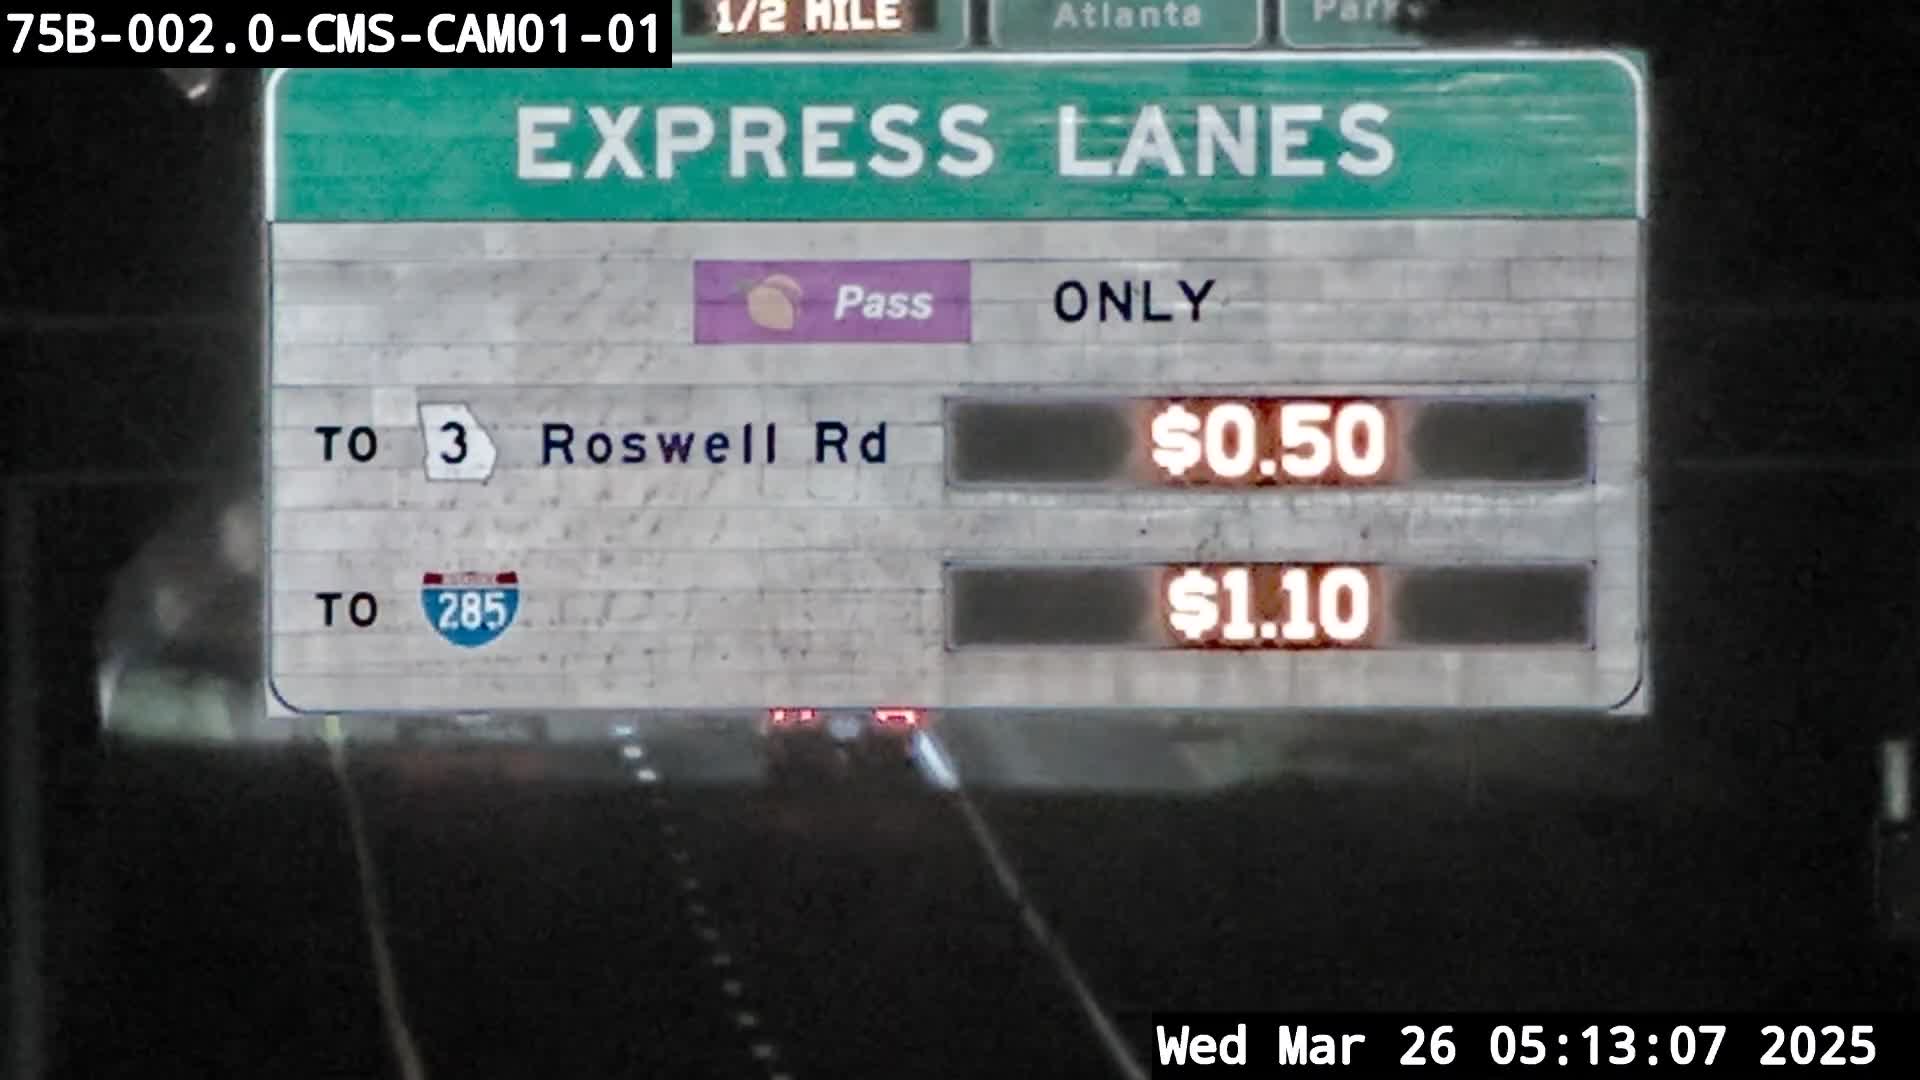 75B-002.0-CMS-CAM01-01
1/2 MILE
Atlanta
Park
EXPRESS LANES
Pass ONLY
TO 3 Roswell Rd $0.50
TO 285 $1.10
Wed Mar 26 05:13:07 2025